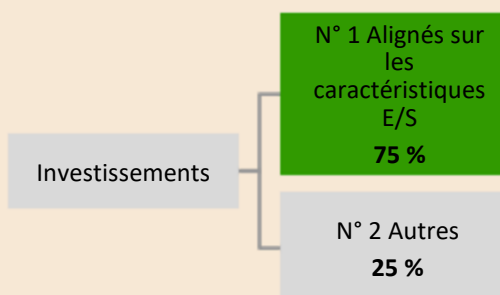 N° 1 Alignés sur
les
caractéristiques
E/S
75 %
Investissements
N° 2 Autres
25 %